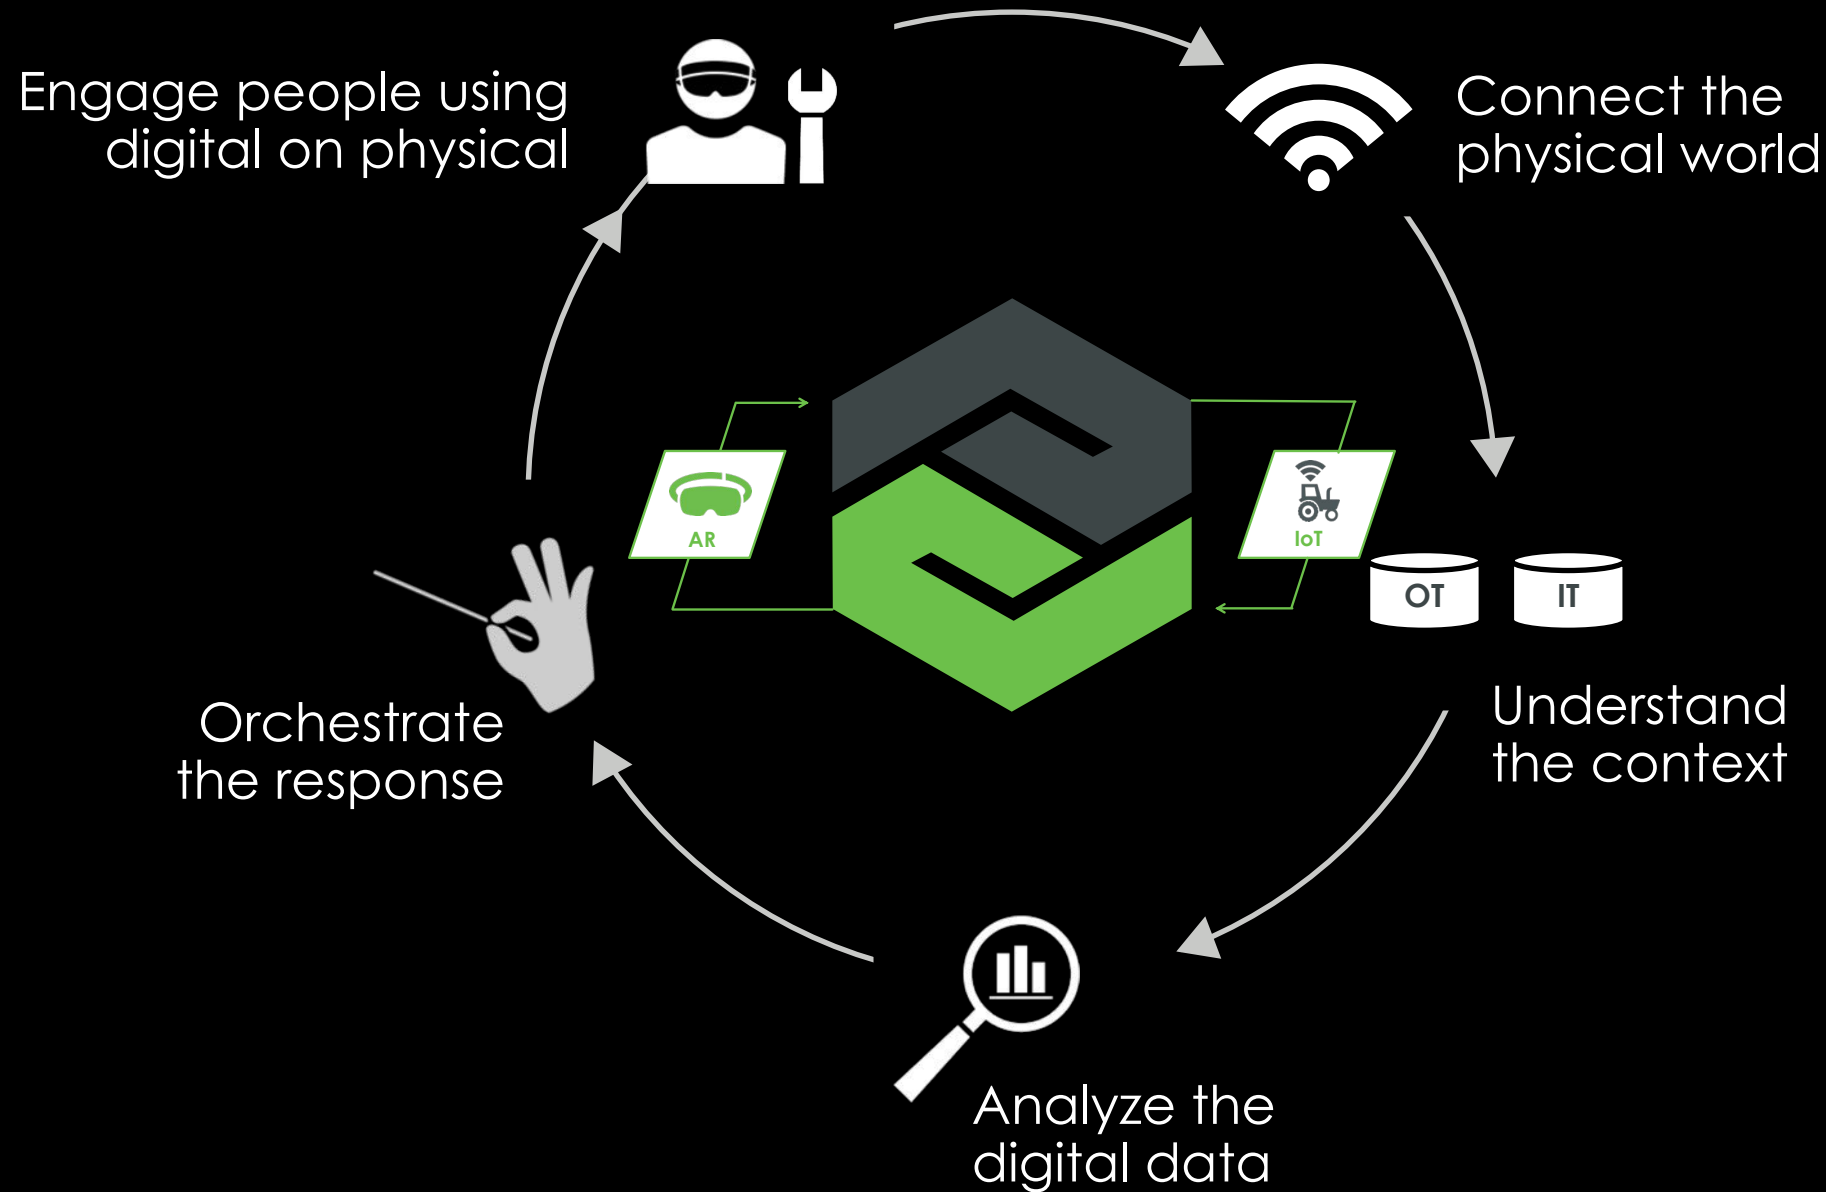 Engage people using
digital on physical
Connect the
physical world
AR
IoT
OT
IT
Orchestrate
the response
Understand
the context
Analyze the
digital data